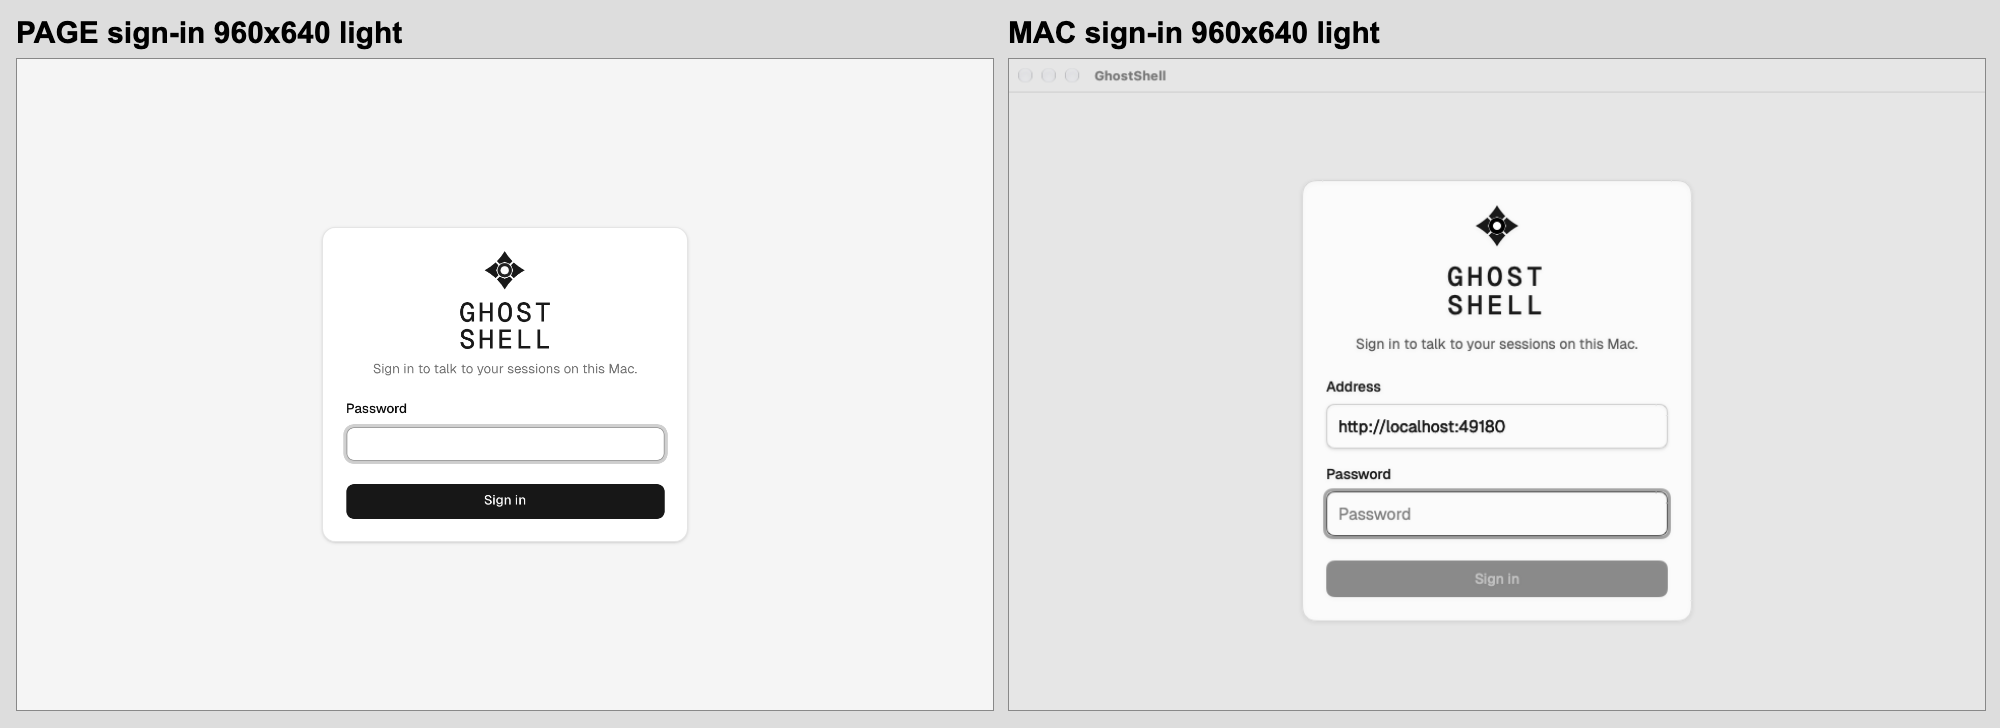 PAGE sign-in 960x640 light
GHOST
SHELL
Sign in to talk to your sessions on this Mac.
Password
Sign in
MAC sign-in 960x640 light
GhostShell
GHOST
SHELL
Sign in to talk to your sessions on this Mac.
Address
http://localhost:49180
Password
Password
Sign in